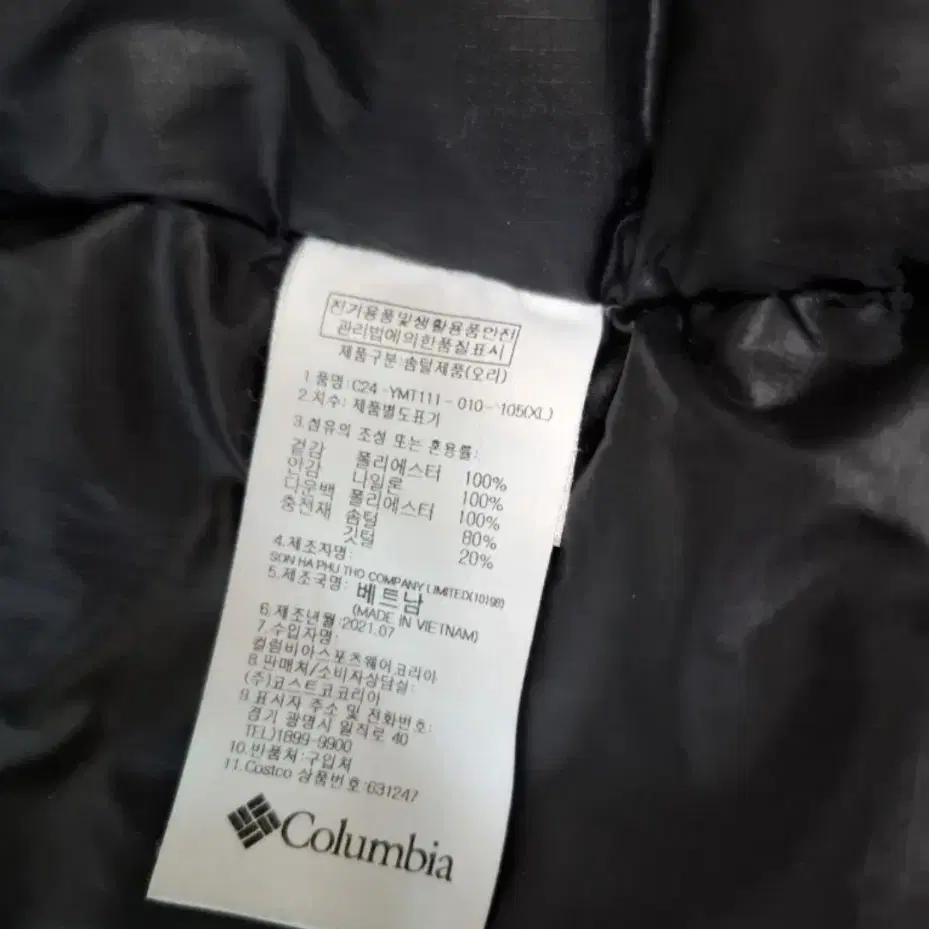 전기용품및생활용품안전
관리법에의한품질표시
제품구분:솜털제품(오리)
1.품명:C24-YMT111-010-105(XL)
2.치수: 제품별도표기
3.섬유의 조성 또는 혼용률:
겉감 폴리에스터 100%
안감 나일론 100%
다운백 폴리에스터 100%
충전재 솜털 80%
깃털 20%
4.제조자명:
SON HA PHU THO COMPANY LIMITED(10198)
5.제조국명: 베트남
(MADE IN VIETNAM)
6.제조년월:2021.07
7.수입자명:
컬럼비아스포츠웨어코리아
8.판매처/소비자상담실:
(주)코스트코코리아
9.표시자 주소 및 전화번호:
경기 광명시 일직로 40
TEL)1899-9900
10.반품처:구입처
11.Costco 상품번호:631247
Columbia